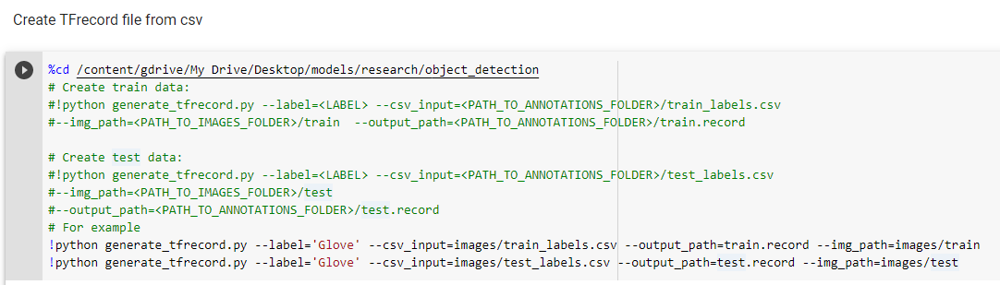 Create TFrecord file from csv
%cd /content/gdrive/My Drive/Desktop/models/research/object_detection
# Create train data:
#!python generate_tfrecord.py --label=<LABEL> --csv_input=<PATH_TO_ANNOTATIONS_FOLDER>/train_labels.csv
#--img_path=<PATH_TO_IMAGES_FOLDER>/train  --output_path=<PATH_TO_ANNOTATIONS_FOLDER>/train.record
# Create test data:
#!python generate_tfrecord.py --label=<LABEL> --csv_input=<PATH_TO_ANNOTATIONS_FOLDER>/test_labels.csv
#--img_path=<PATH_TO_IMAGES_FOLDER>/test
#--output_path=<PATH_TO_ANNOTATIONS_FOLDER>/test.record
# For example
!python generate_tfrecord.py --label='Glove' --csv_input=images/train_labels.csv --output_path=train.record --img_path=images/train
!python generate_tfrecord.py --label='Glove' --csv_input=images/test_labels.csv --output_path=test.record --img_path=images/test